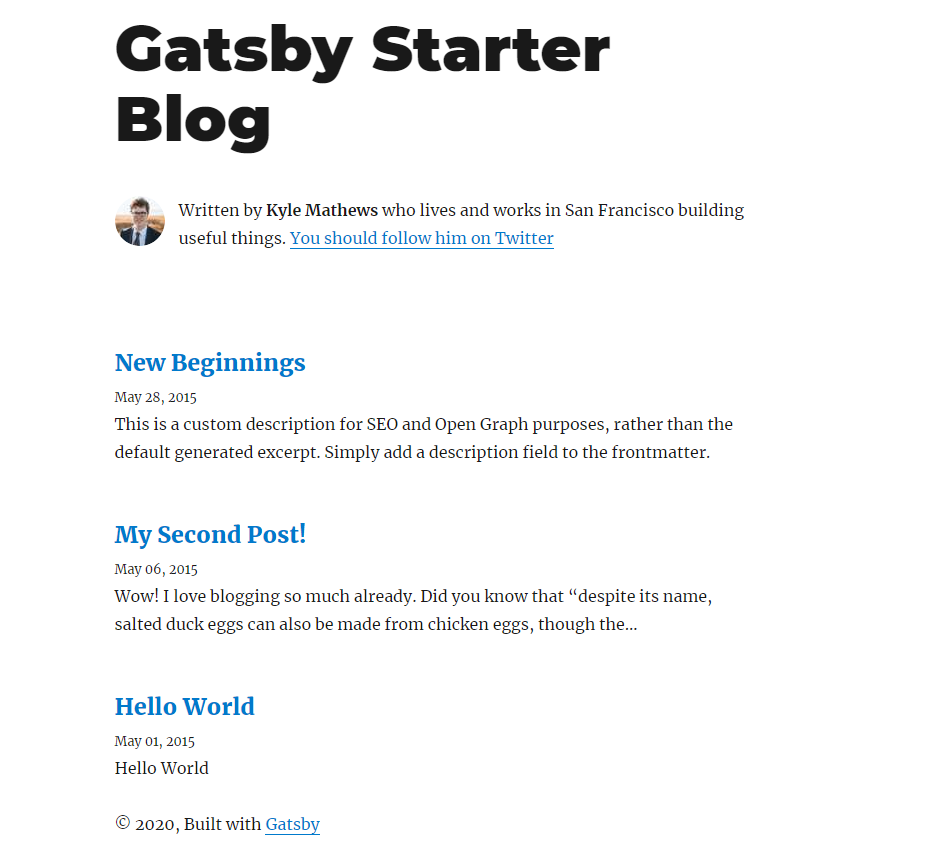 Gatsby Starter
Blog
Written by Kyle Mathews who lives and works in San Francisco building
useful things. You should follow him on Twitter
New Beginnings
May 28, 2015
This is a custom description for SEO and Open Graph purposes, rather than the
default generated excerpt. Simply add a description field to the frontmatter.
My Second Post!
May 06, 2015
Wow! I love blogging so much already. Did you know that “despite its name,
salted duck eggs can also be made from chicken eggs, though the…
Hello World
May 01, 2015
Hello World
© 2020, Built with Gatsby